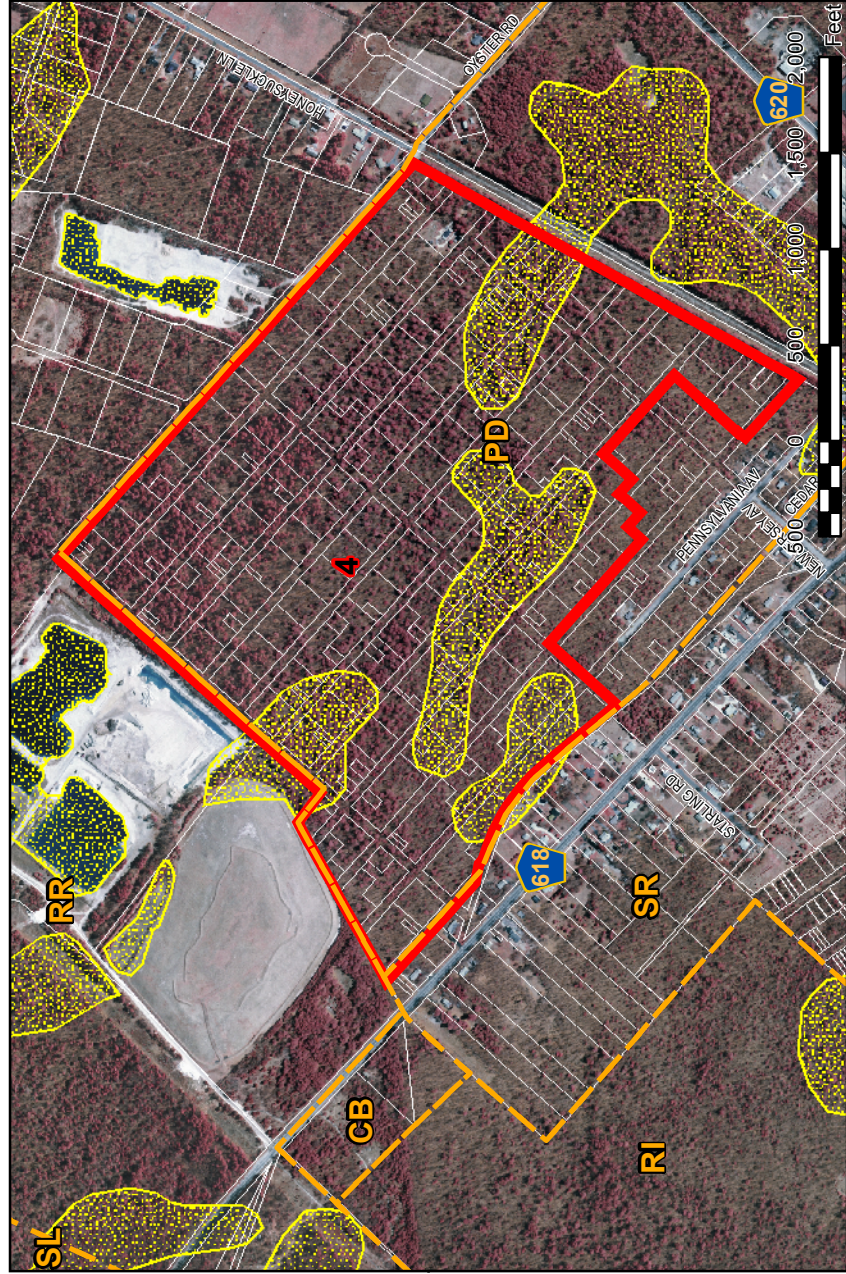 SL
RR
HONEYSUCKLE LN
OYSTER RD
CB
4
PD
RI
SR
618
620
STARLING RD
PENNSYLVANIA AV
NEW JERSEY AV
CEDAR
500 0 500 1,000 1,500 2,000
Feet